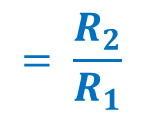 = R₂/R₁